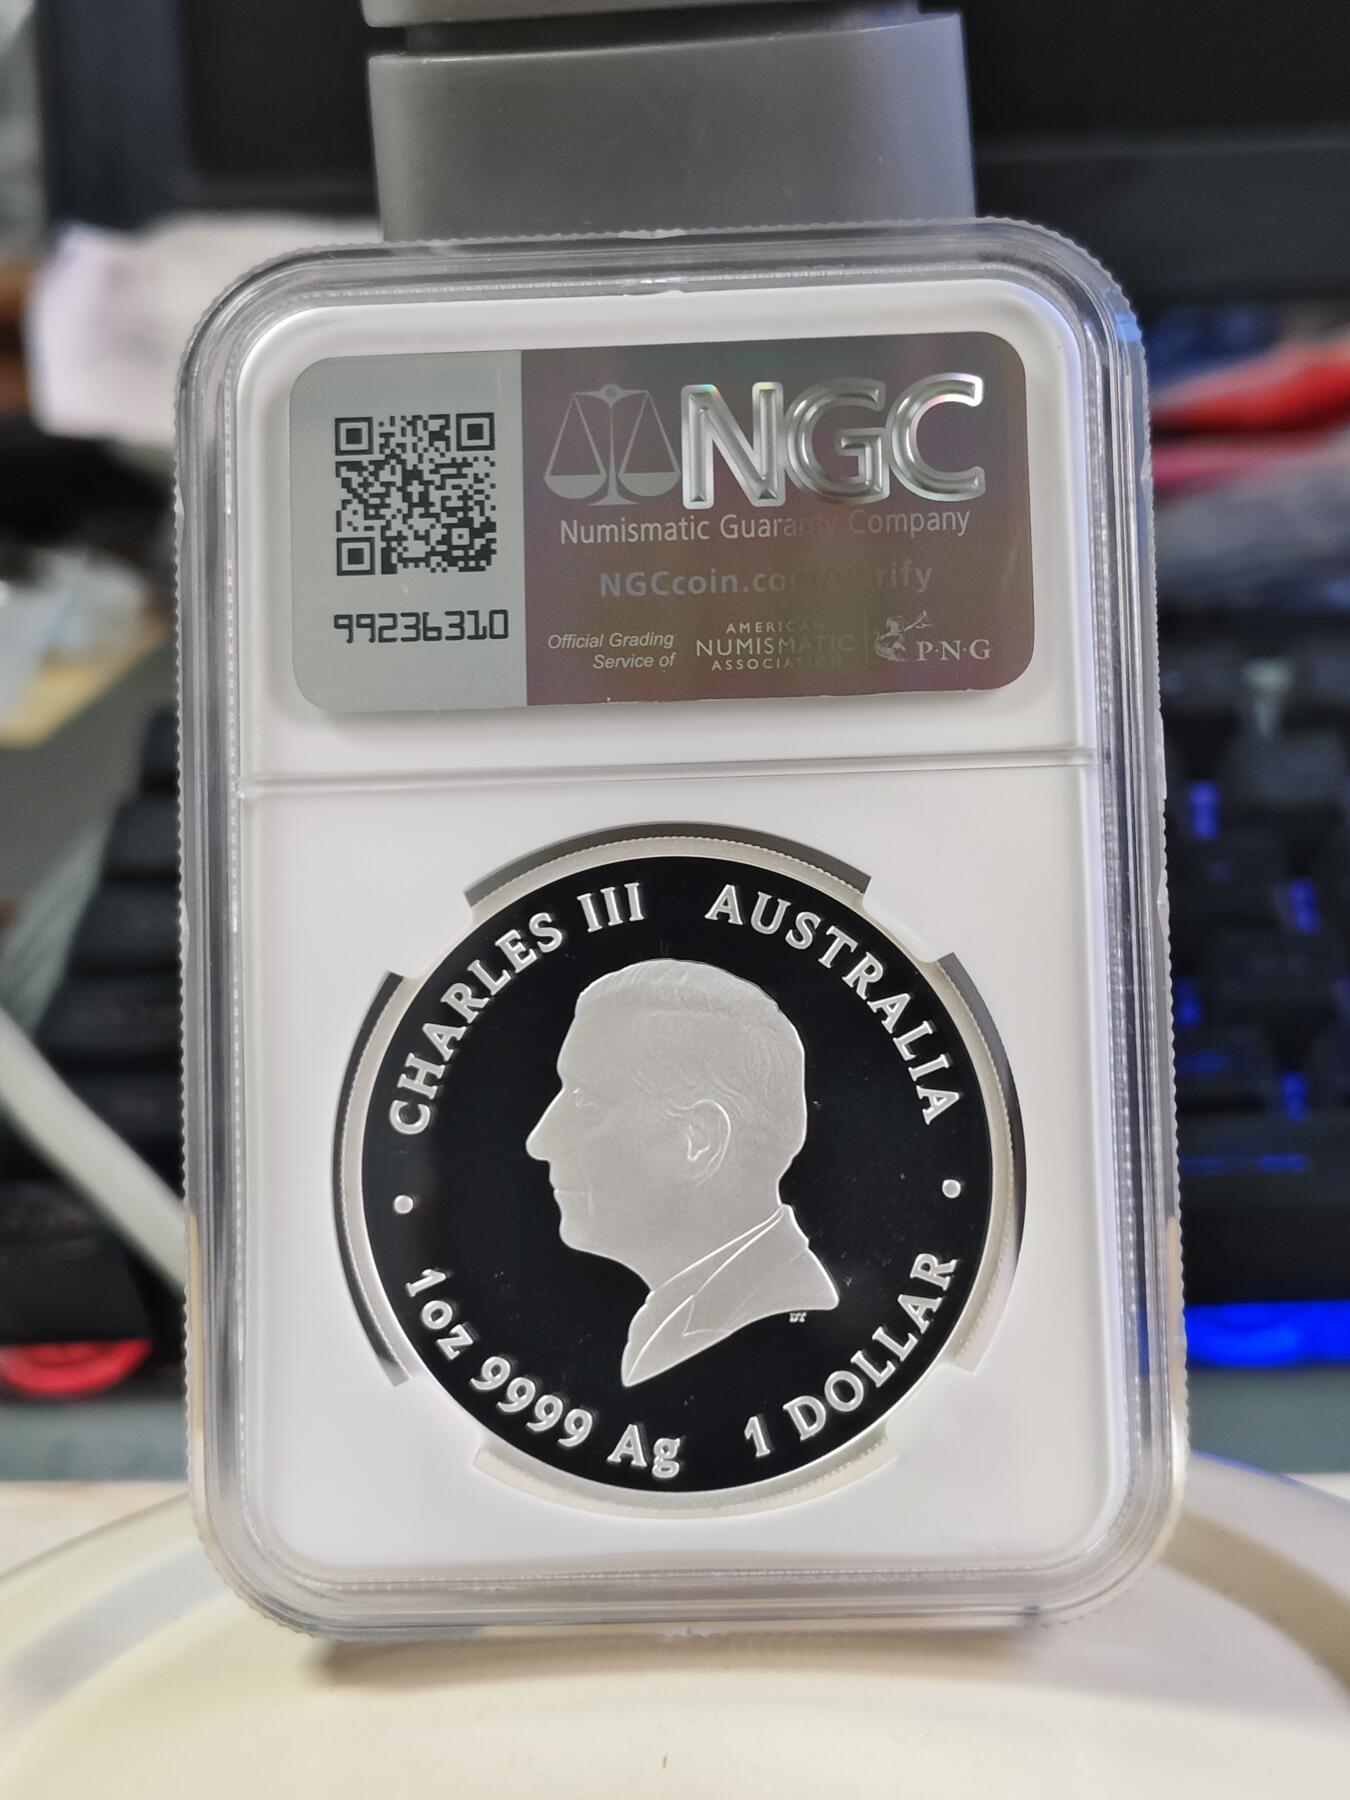 NGC
Numismatic Guaranty Company
NGCcoin.com/verify
99236310
Official Grading
Service of
AMERICAN
NUMISMATIC
ASSOCIATION
P·N·G
CHARLES III AUSTRALIA
1oz 9999 Ag 1 DOLLAR